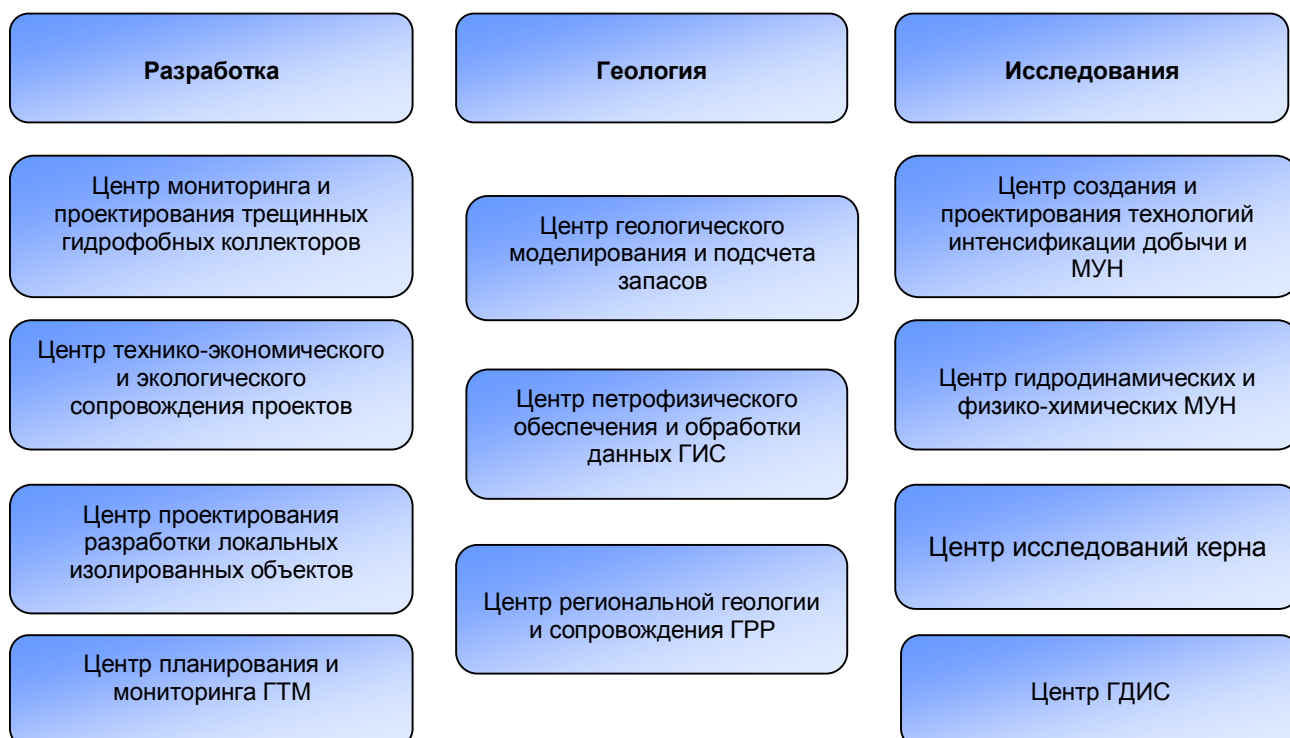 Разработка
Геология
Исследования
Центр мониторинга и
проектирования трещинных
гидрофобных коллекторов
Центр технико-экономического
и экологического
сопровождения проектов
Центр проектирования
разработки локальных
изолированных объектов
Центр планирования и
мониторинга ГТМ
Центр геологического
моделирования и подсчета
запасов
Центр петрофизического
обеспечения и обработки
данных ГИС
Центр региональной геологии
и сопровождения ГРР
Центр создания и
проектирования технологий
интенсификации добычи и
МУН
Центр гидродинамических и
физико-химических МУН
Центр исследований керна
Центр ГДИС